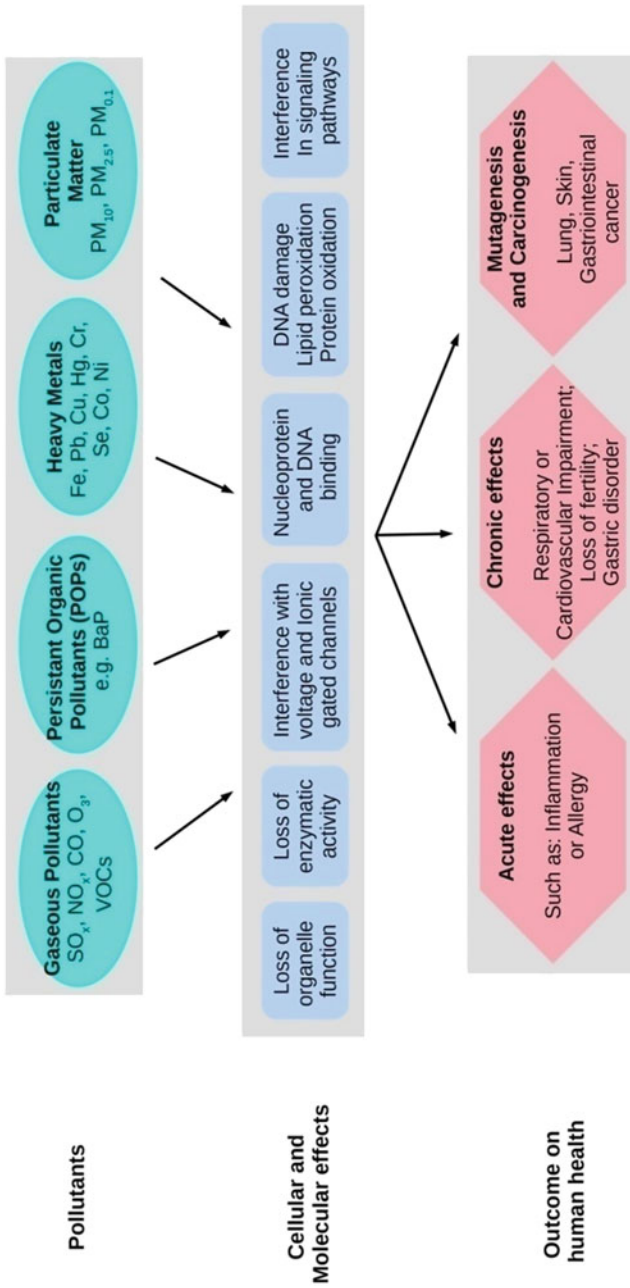 Pollutants
Gaseous Pollutants
SOx, NOx, CO, O3,
VOCs
Persistant Organic
Pollutants (POPs)
e.g. BaP
Heavy Metals
Fe, Pb, Cu, Hg, Cr,
Se, Co, Ni
Particulate
Matter
PM10, PM2.5, PM0.1
Cellular and
Molecular effects
Loss of
organelle
function
Loss of
enzymatic
activity
Interference with
voltage and Ionic
gated channels
Nucleoprotein
and DNA
binding
DNA damage
Lipid peroxidation
Protein oxidation
Interference
In signaling
pathways
Outcome on
human health
Acute effects
Such as: Inflammation
or Allergy
Chronic effects
Respiratory or
Cardiovascular Impairment;
Loss of fertility;
Gastric disorder
Mutagenesis
and Carcinogenesis
Lung, Skin,
Gastriointestinal
cancer